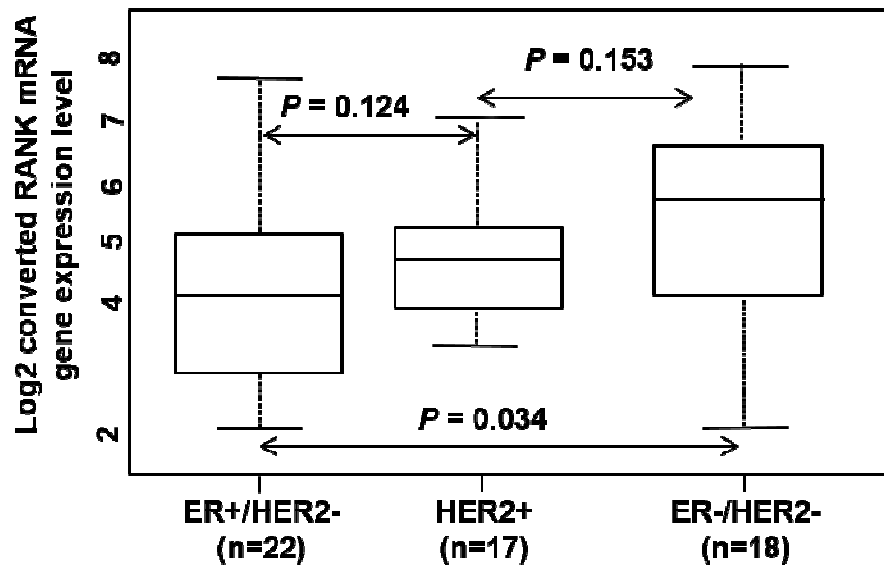 Log2 converted RANK mRNA
gene expression level
8
7
6
5
4
2
P = 0.153
P = 0.124
P = 0.034
ER+/HER2-
(n=22)
HER2+
(n=17)
ER-/HER2-
(n=18)